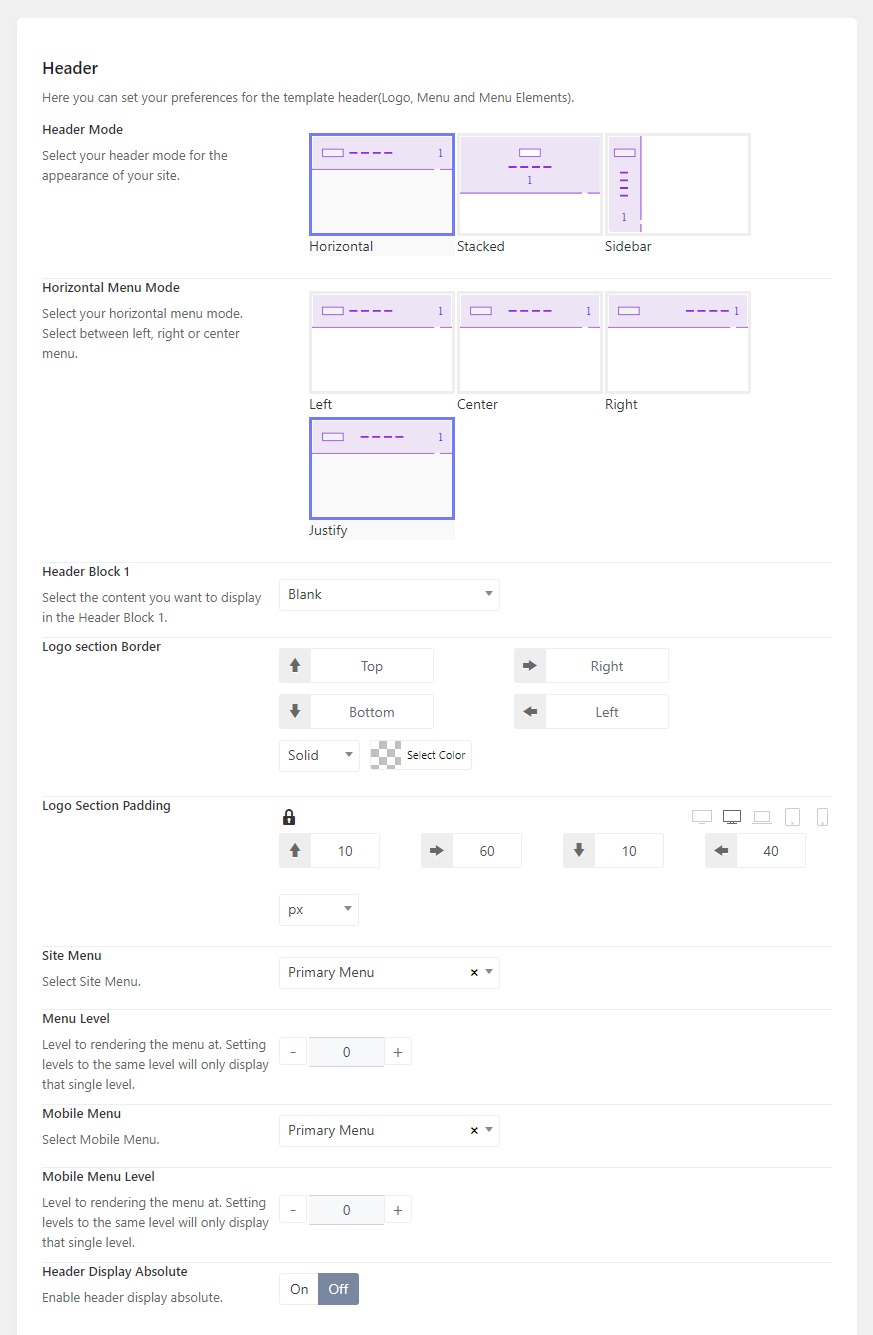 Header
Here you can set your preferences for the template header(Logo, Menu and Menu Elements).
Header Mode
Select your header mode for the
appearance of your site.
1
1
1
Horizontal
Stacked
Sidebar
Horizontal Menu Mode
Select your horizontal menu mode.
Select between left, right or center
menu.
1
1
1
Left
Center
Right
1
Justify
Header Block 1
Select the content you want to display
in the Header Block 1.
Blank
Logo section Border
Top
Right
Bottom
Left
Solid
Select Color
Logo Section Padding
10
60
10
40
px
Site Menu
Select Site Menu.
Primary Menu ×
Menu Level
Level to rendering the menu at. Setting
levels to the same level will only display
that single level.
- 0 +
Mobile Menu
Select Mobile Menu.
Primary Menu ×
Mobile Menu Level
Level to rendering the menu at. Setting
levels to the same level will only display
that single level.
- 0 +
Header Display Absolute
Enable header display absolute.
On Off